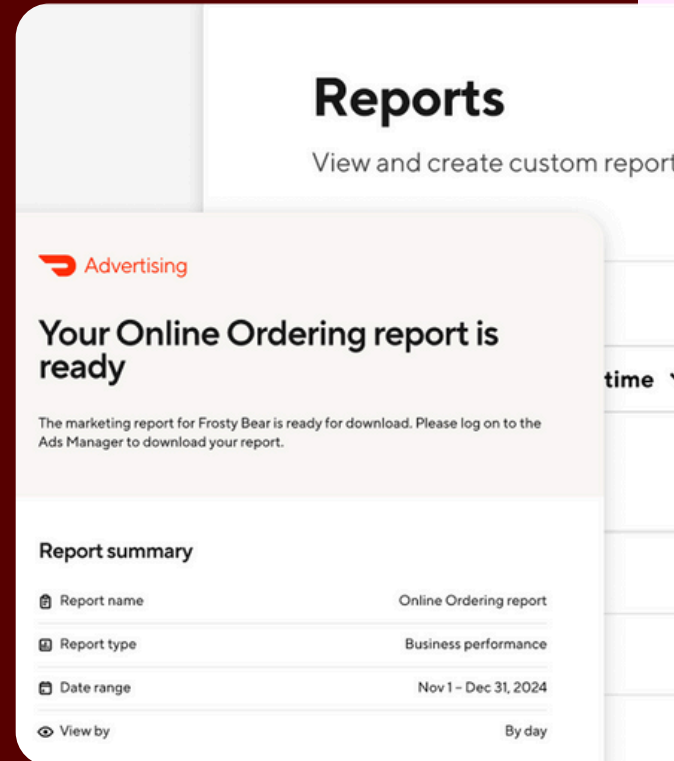 Reports
View and create custom report
Advertising
Your Online Ordering report is
ready
time
The marketing report for Frosty Bear is ready for download. Please log on to the
Ads Manager to download your report.
Report summary
Report name Online Ordering report
Report type Business performance
Date range Nov 1 – Dec 31, 2024
View by By day